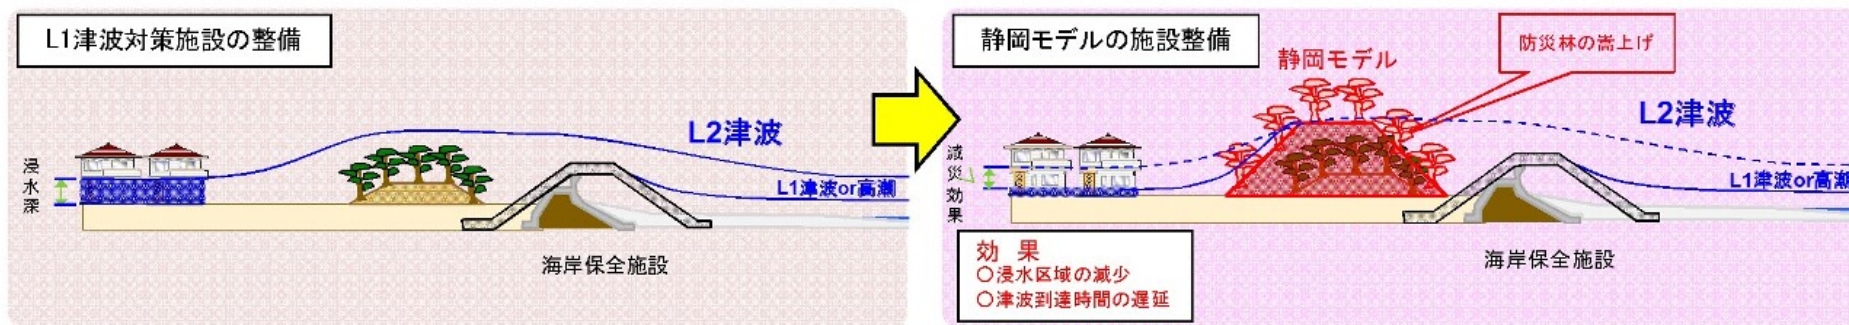 L1津波対策施設の整備
L2津波
浸水深
L1津波or高潮
海岸保全施設
静岡モデルの施設整備
防災林の嵩上げ
静岡モデル
L2津波
減災効果
L1津波or高潮
効 果
○浸水区域の減少
○津波到達時間の遅延
海岸保全施設